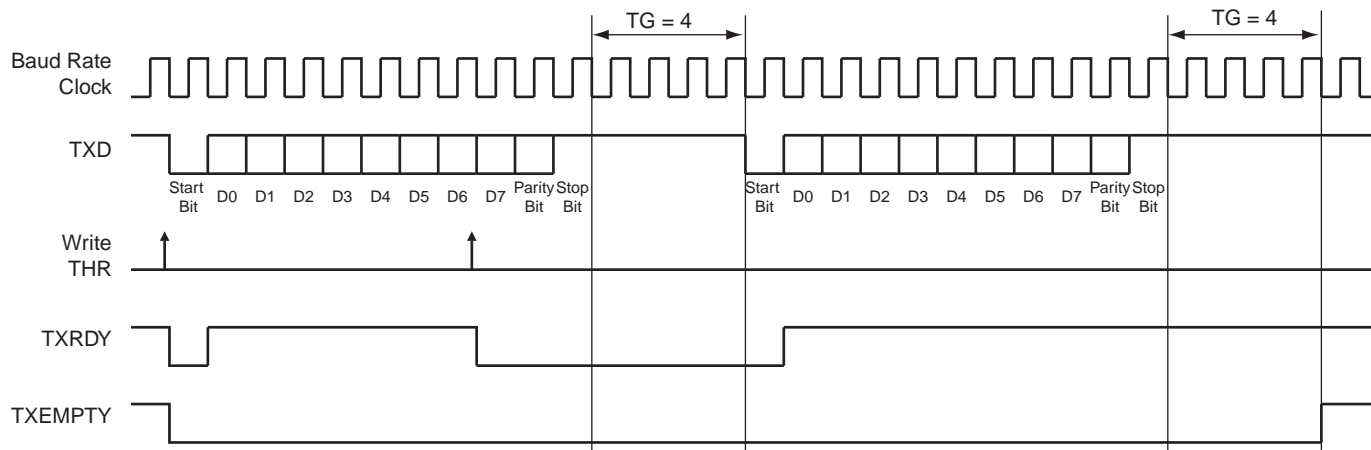 TG = 4
TG = 4
Baud Rate
Clock
TXD
Start
Bit
D0
D1
D2
D3
D4
D5
D6
D7
Parity
Bit
Stop
Bit
Start
Bit
D0
D1
D2
D3
D4
D5
D6
D7
Parity
Bit
Stop
Bit
Write
THR
TXRDY
TXEMPTY